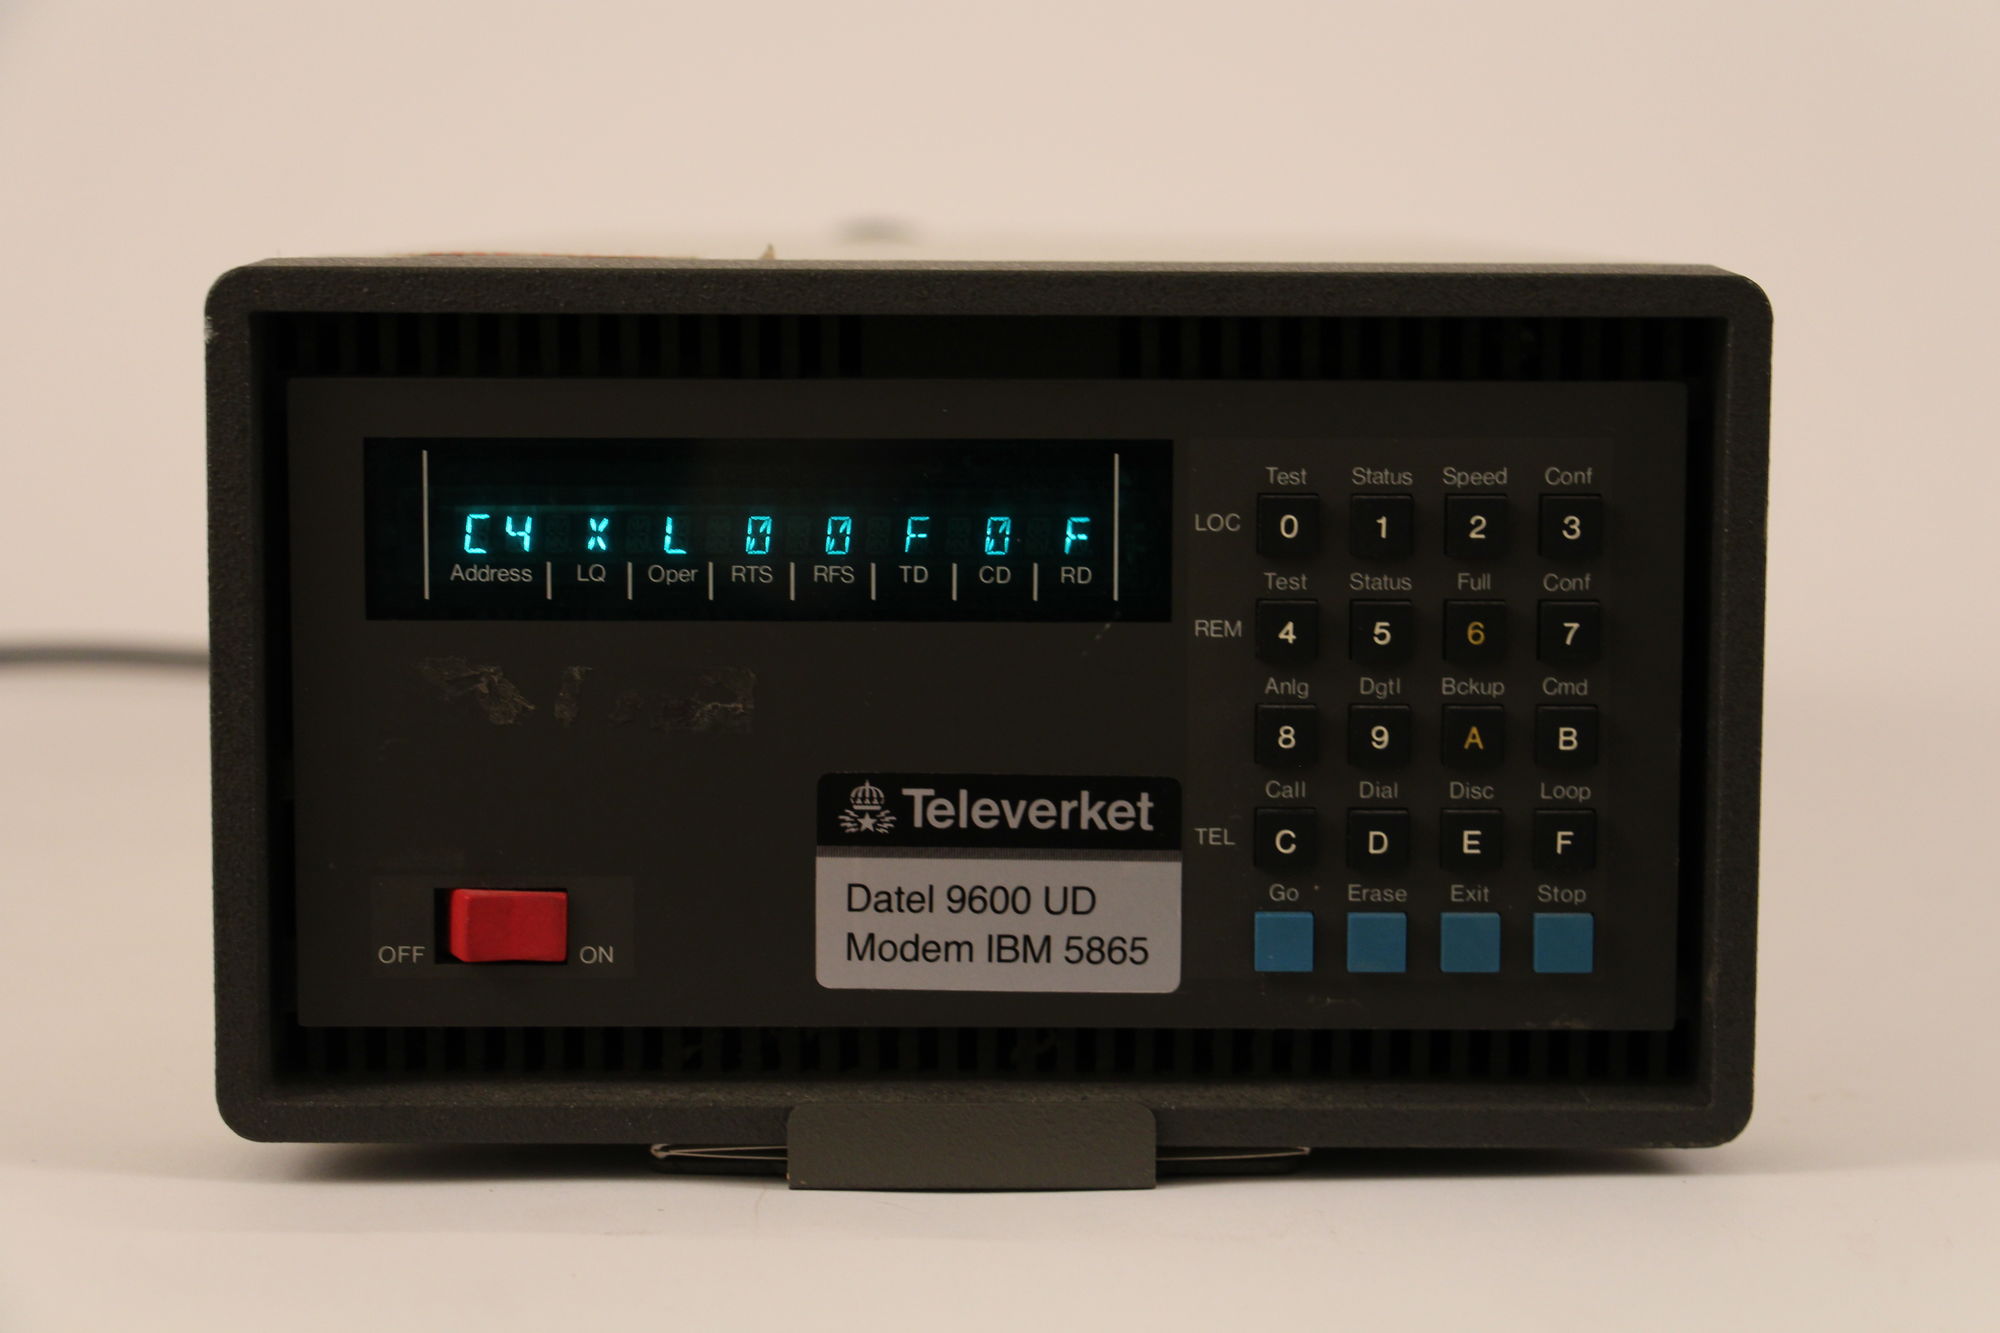 C4 X L 0 0 F 0 F
Address LQ Oper RTS RFS TD CD RD
Test Status Speed Conf
LOC 0 1 2 3
Test Status Full Conf
REM 4 5 6 7
Anlg Dgtl Bckup Cmd
8 9 A B
Call Dial Disc Loop
TEL C D E F
Go Erase Exit Stop
Televerket
Datel 9600 UD
Modem IBM 5865
OFF ON